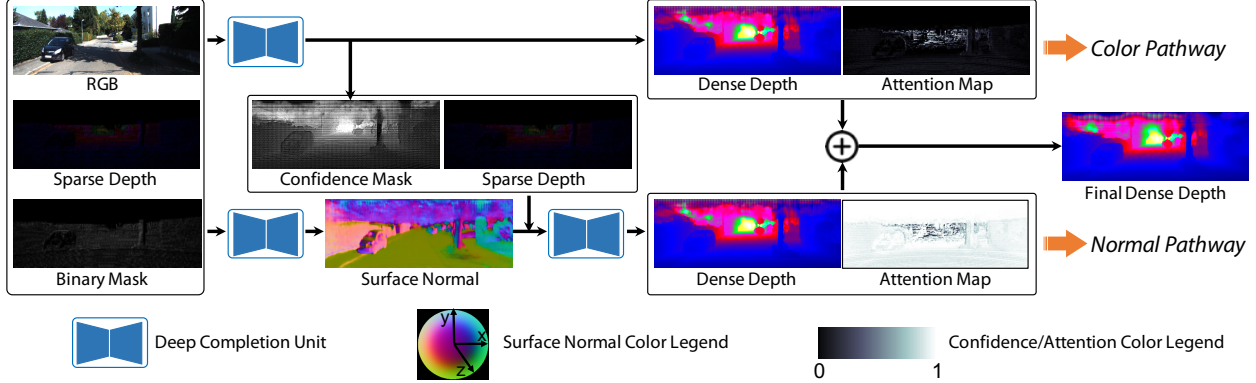 RGB
Sparse Depth
Binary Mask
Confidence Mask
Sparse Depth
Surface Normal
Dense Depth
Attention Map
Color Pathway
Final Dense Depth
Dense Depth
Attention Map
Normal Pathway
Deep Completion Unit
y
x
z
Surface Normal Color Legend
0
1
Confidence/Attention Color Legend